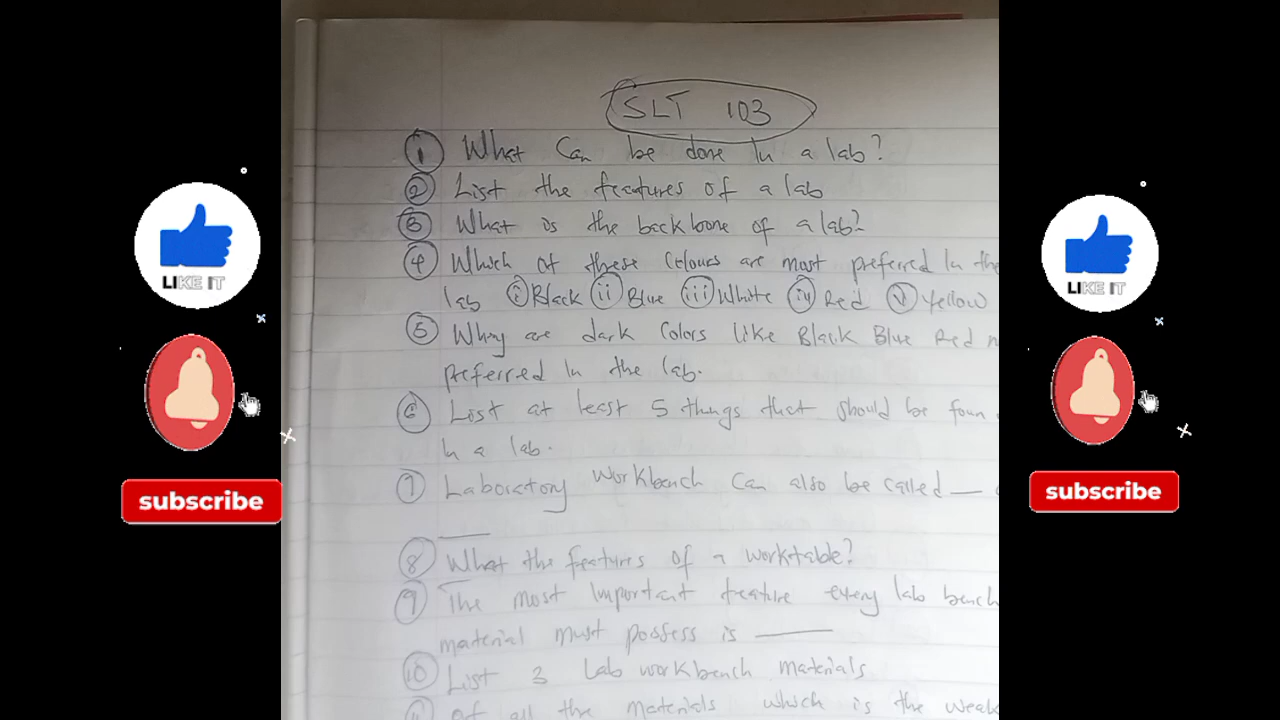 SLT 103
① What Can be done In a lab?
② List the features of a lab
③ What is the backbone of a lab?
④ Which of these Colours are most preferred In the
lab ⓘ Black ⓘⓘ Blue ⓘⓘⓘ White ⓘⓥ Red ⓥ Yellow
⑤ Why are dark Colors like Black Blue Red
preferred In the lab.
⑥ List at least 5 things that should be foun
In a lab.
⑦ Laboratory Workbench Can also be called —
——
⑧ What the features of a worktable?
⑨ The most Important feature every lab bench
material must possess is ——
⑩ List 3 Lab workbench materials
⑪ Of all the materials which is the weak
LIKE IT
subscribe
LIKE IT
subscribe